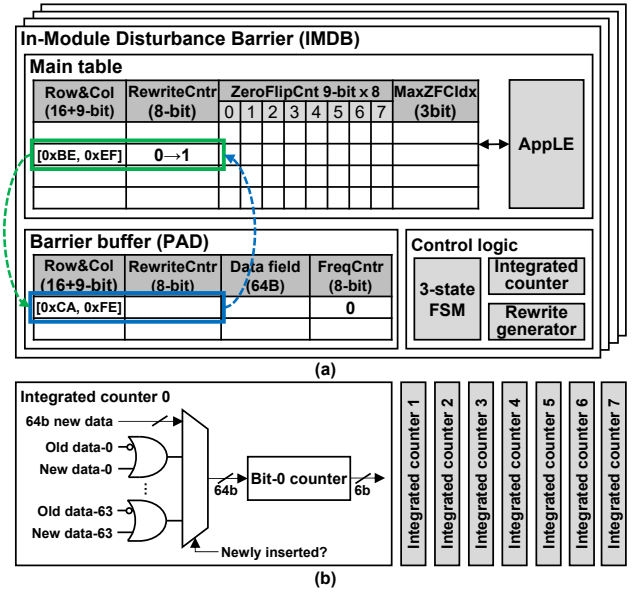 In-Module Disturbance Barrier (IMDB)
Main table
Row&Col RewriteCntr ZeroFlipCnt 9-bit x 8 MaxZFCIdx
(16+9-bit) (8-bit) 0 1 2 3 4 5 6 7 (3bit)
[0xBE, 0xEF] 0→1
AppLE
Barrier buffer (PAD)
Row&Col RewriteCntr Data field FreqCntr
(16+9-bit) (8-bit) (64B) (8-bit)
[0xCA, 0xFE] 0
Control logic
3-state
FSM
Integrated
counter
Rewrite
generator
(a)
Integrated counter 0
64b new data
Old data-0
New data-0
...
Old data-63
New data-63
64b
Bit-0 counter
6b
Newly inserted?
Integrated counter 1
Integrated counter 2
Integrated counter 3
Integrated counter 4
Integrated counter 5
Integrated counter 6
Integrated counter 7
(b)